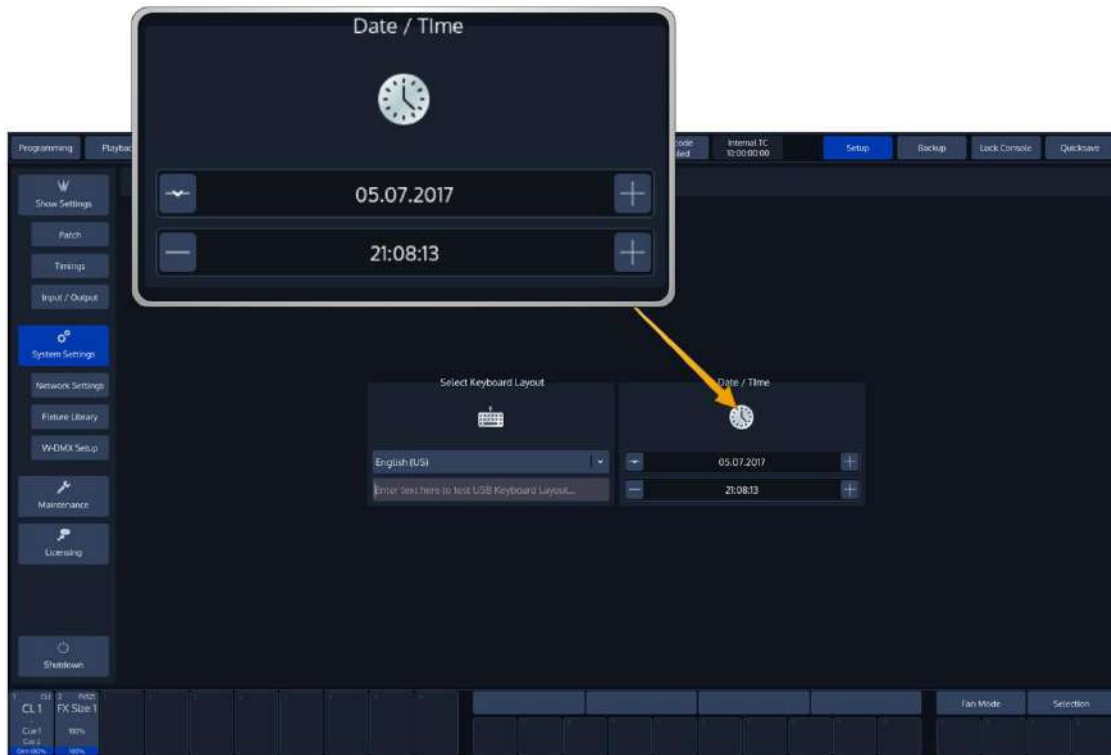 Date / TIme
05.07.2017
21:08:13
Programming
Internal TC
10:00:00:00
Setup
Backup
Lock Console
Quicksave
Show Settings
Patch
Timings
Input / Output
System Settings
Network Settings
Fixture Library
W-DMX Setup
Maintenance
Licensing
Shutdown
Select Keyboard Layout
English (US)
Enter text here to test USB Keyboard Layout...
Date / TIme
05.07.2017
21:08:13
CL 1
FX Size 1
Cue 1
100%
Cue 2
100%
Fan Mode
Selection